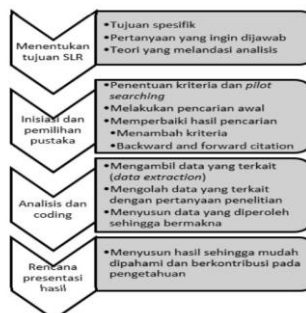 Menentukan
tujuan SLR
•Tujuan spesifik
•Pertanyaan yang ingin dijawab
•Teori yang melandasi analisis
Inisiasi dan
pemilihan
pustaka
•Penentuan kriteria dan pilot
searching
•Melakukan pencarian awal
•Memperbaiki hasil pencarian
•Menambah kriteria
•Backward and forward citation
Analisis dan
coding
•Mengambil data yang terkait
(data extraction)
•Mengolah data yang terkait
dengan pertanyaan penelitian
•Menyusun data yang diperoleh
sehingga bermakna
Rencana
presentasi
hasil
•Menyusun hasil sehingga mudah
dipahami dan berkontribusi pada
pengetahuan